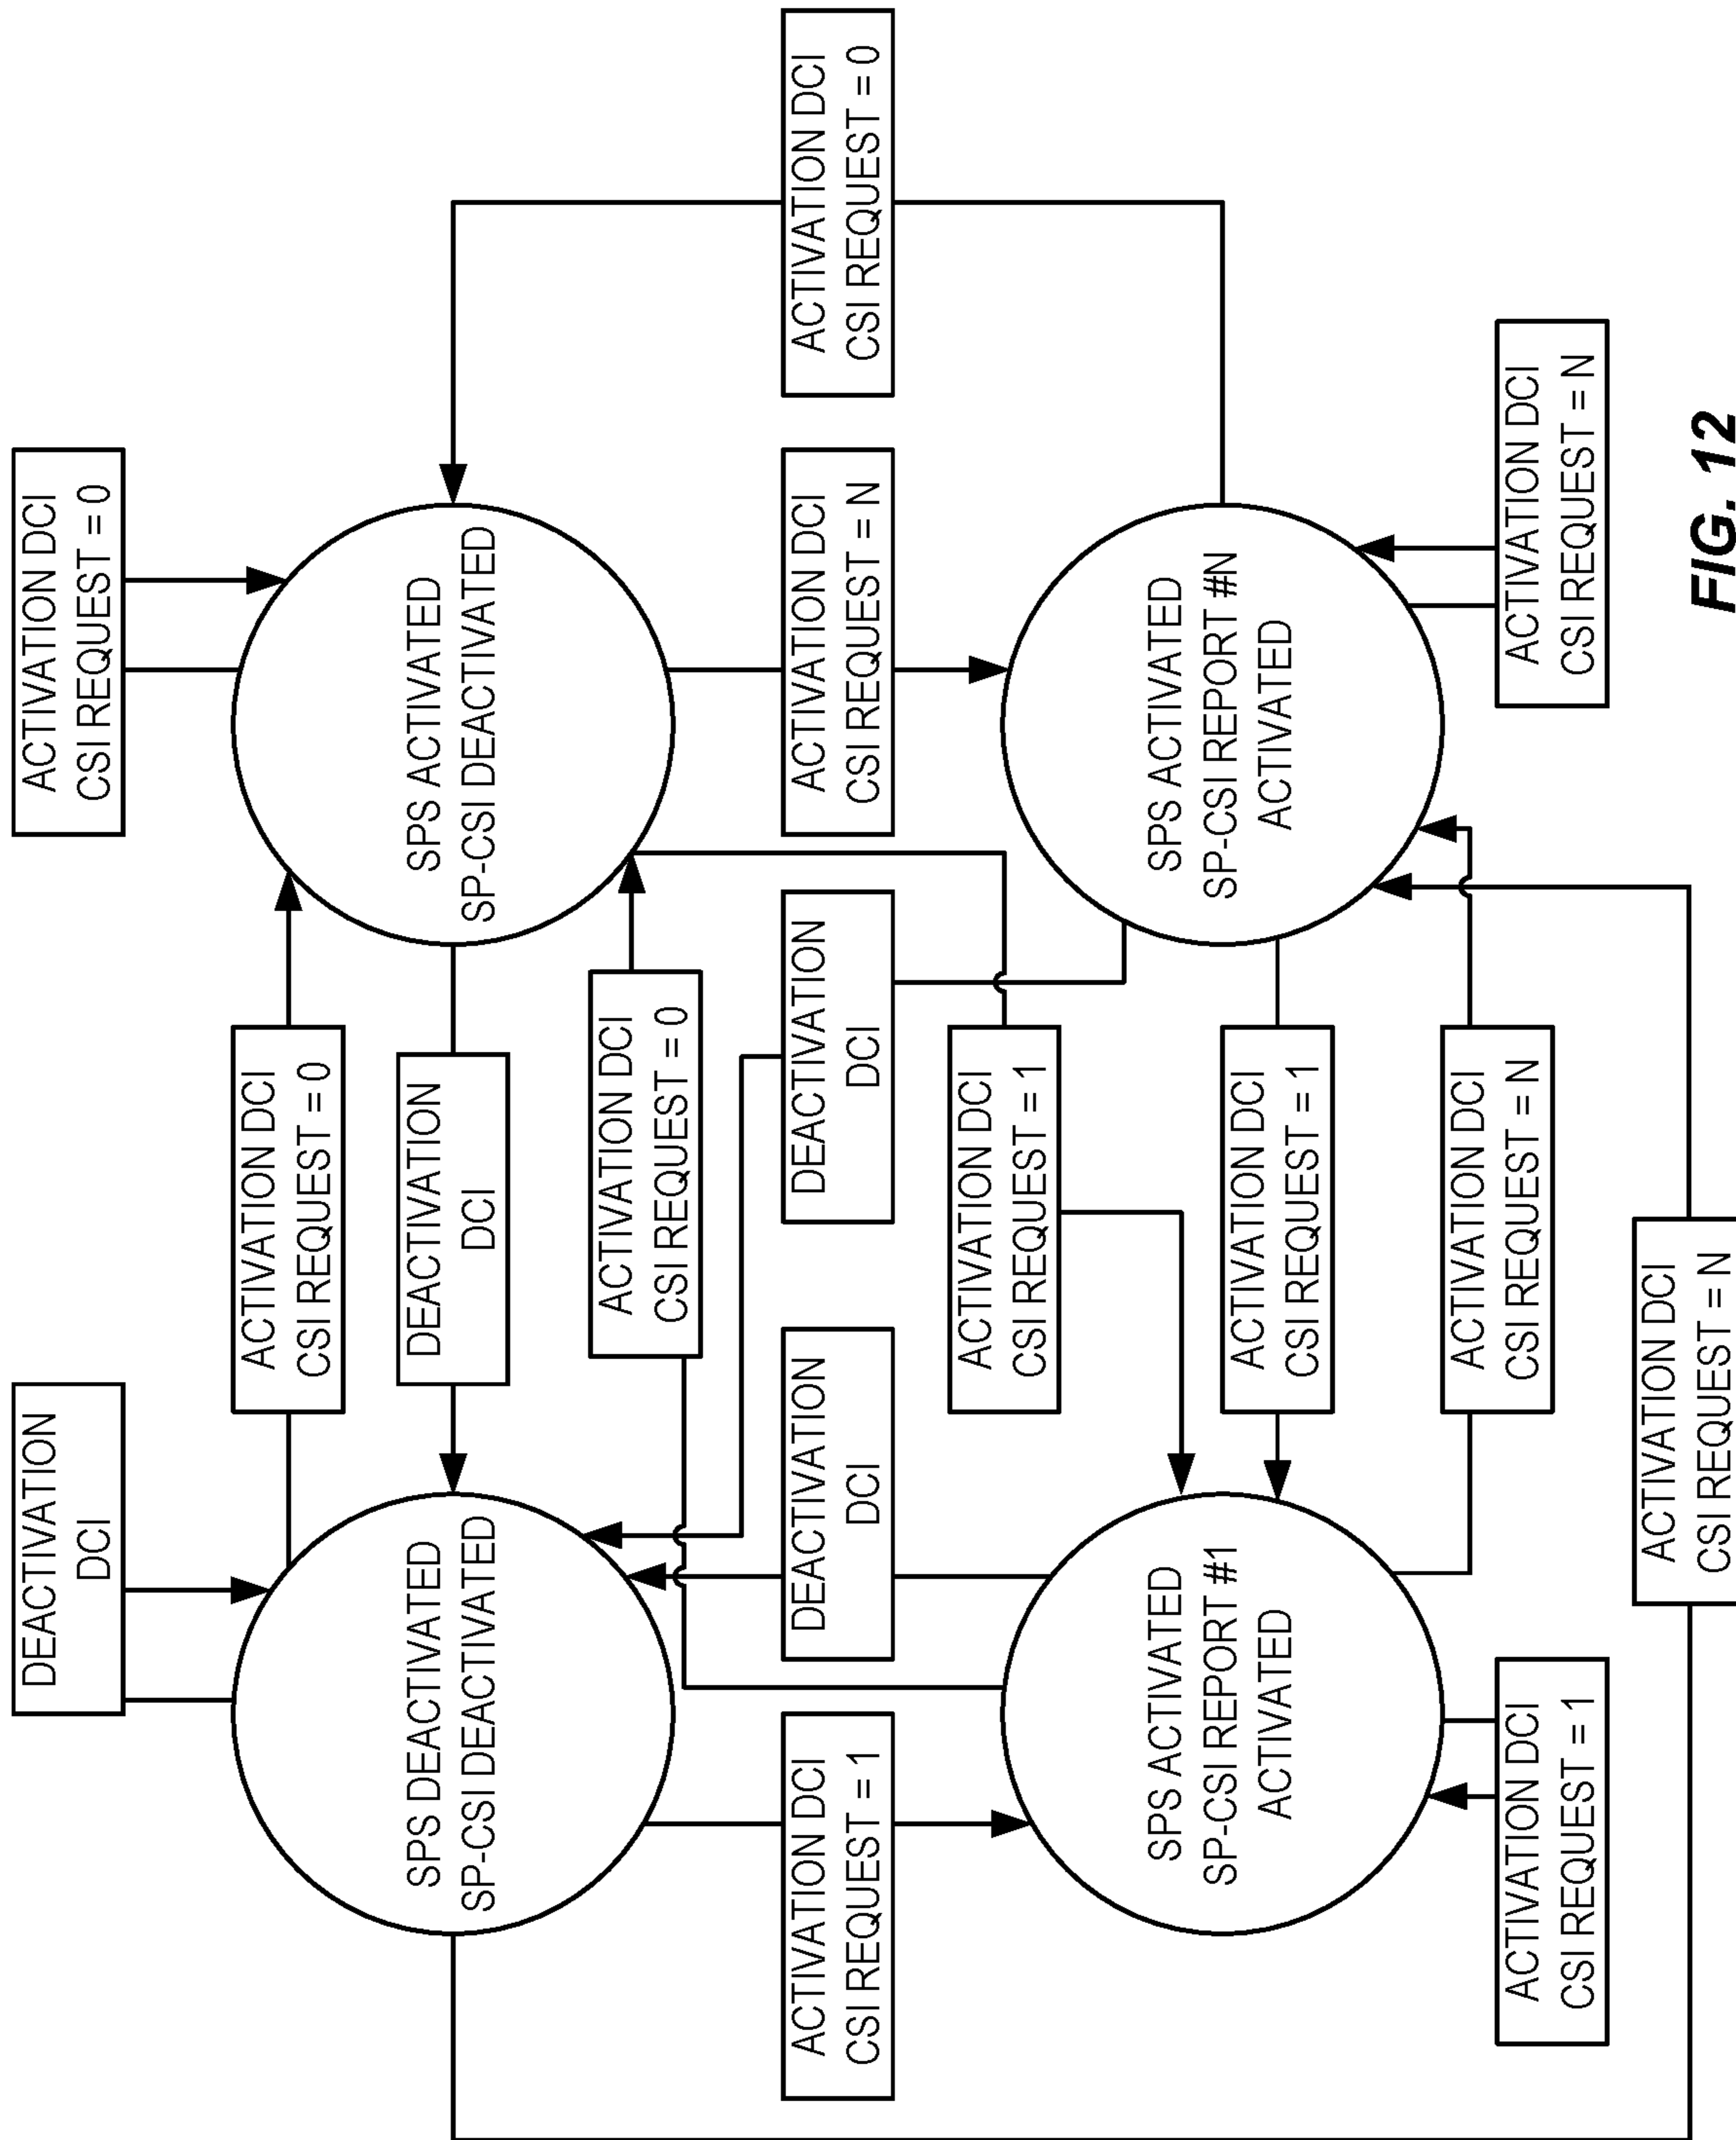 DEACTIVATION
DCI
ACTIVATION DCI
CSI REQUEST = 0
ACTIVATION DCI
CSI REQUEST = 0
SPS DEACTIVATED
SP-CSI DEACTIVATED
DEACTIVATION
DCI
SPS ACTIVATED
SP-CSI DEACTIVATED
ACTIVATION DCI
CSI REQUEST = 0
ACTIVATION DCI
CSI REQUEST = 1
DEACTIVATION
DCI
DEACTIVATION
DCI
ACTIVATION DCI
CSI REQUEST = N
ACTIVATION DCI
CSI REQUEST = 0
ACTIVATION DCI
CSI REQUEST = 1
SPS ACTIVATED
SP-CSI REPORT #1
ACTIVATED
ACTIVATION DCI
CSI REQUEST = 1
SPS ACTIVATED
SP-CSI REPORT #N
ACTIVATED
ACTIVATION DCI
CSI REQUEST = N
ACTIVATION DCI
CSI REQUEST = 1
ACTIVATION DCI
CSI REQUEST = N
ACTIVATION DCI
CSI REQUEST = N
FIG. 12